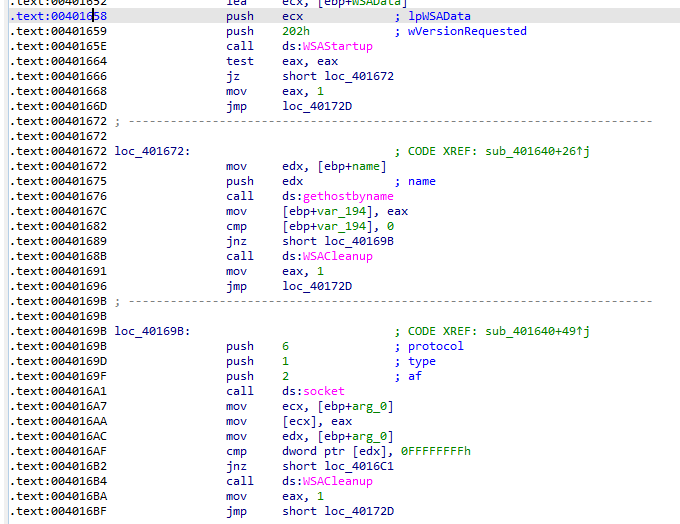 .text:00401652 lea ecx, [ebp+WSAData]
.text:00401658 push ecx ; lpWSAData
.text:00401659 push 202h ; wVersionRequested
.text:0040165E call ds:WSAStartup
.text:00401664 test eax, eax
.text:00401666 jz short loc_401672
.text:00401668 mov eax, 1
.text:0040166D jmp loc_40172D
.text:00401672 ; ---------------------------------------------------------------------------
.text:00401672
.text:00401672 loc_401672: ; CODE XREF: sub_401640+26↑j
.text:00401672 mov edx, [ebp+name]
.text:00401675 push edx ; name
.text:00401676 call ds:gethostbyname
.text:0040167C mov [ebp+var_194], eax
.text:00401682 cmp [ebp+var_194], 0
.text:00401689 jnz short loc_40169B
.text:0040168B call ds:WSACleanup
.text:00401691 mov eax, 1
.text:00401696 jmp loc_40172D
.text:0040169B ; ---------------------------------------------------------------------------
.text:0040169B
.text:0040169B loc_40169B: ; CODE XREF: sub_401640+49↑j
.text:0040169B push 6 ; protocol
.text:0040169D push 1 ; type
.text:0040169F push 2 ; af
.text:004016A1 call ds:socket
.text:004016A7 mov ecx, [ebp+arg_0]
.text:004016AA mov [ecx], eax
.text:004016AC mov edx, [ebp+arg_0]
.text:004016AF cmp dword ptr [edx], 0FFFFFFFFh
.text:004016B2 jnz short loc_4016C1
.text:004016B4 call ds:WSACleanup
.text:004016BA mov eax, 1
.text:004016BF jmp short loc_40172D